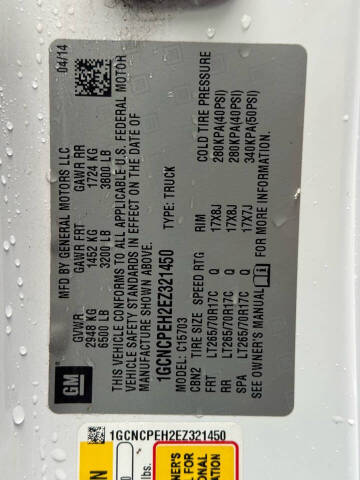 GM
MFD BY GENERAL MOTORS LLC 04/14
GVWR GAWR FRT GAWR RR
2948 KG 1452 KG 1724 KG
6500 LB 3200 LB 3800 LB
THIS VEHICLE CONFORMS TO ALL APPLICABLE U.S. FEDERAL MOTOR
VEHICLE SAFETY STANDARDS IN EFFECT ON THE DATE OF
MANUFACTURE SHOWN ABOVE.
1GCNCPEH2EZ321450 TYPE: TRUCK
MODEL: C15703
CBN2 TIRE SIZE SPEED RTG RIM COLD TIRE PRESSURE
FRT LT265/70R17C Q 17X8J 280KPA(40PSI)
RR LT265/70R17C Q 17X8J 280KPA(40PSI)
SPA LT265/70R17C Q 17X7J 340KPA(50PSI)
SEE OWNER'S MANUAL
1GCNCPEH2EZ321450
lbs.